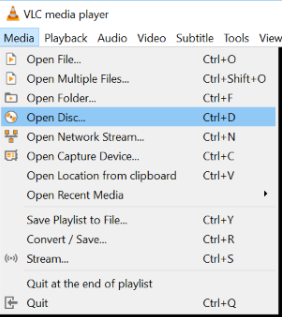 VLC media player
Media Playback Audio Video Subtitle Tools View
Open File... Ctrl+O
Open Multiple Files... Ctrl+Shift+O
Open Folder... Ctrl+F
Open Disc... Ctrl+D
Open Network Stream... Ctrl+N
Open Capture Device... Ctrl+C
Open Location from clipboard Ctrl+V
Open Recent Media
Save Playlist to File... Ctrl+Y
Convert / Save... Ctrl+R
Stream... Ctrl+S
Quit at the end of playlist
Quit Ctrl+Q